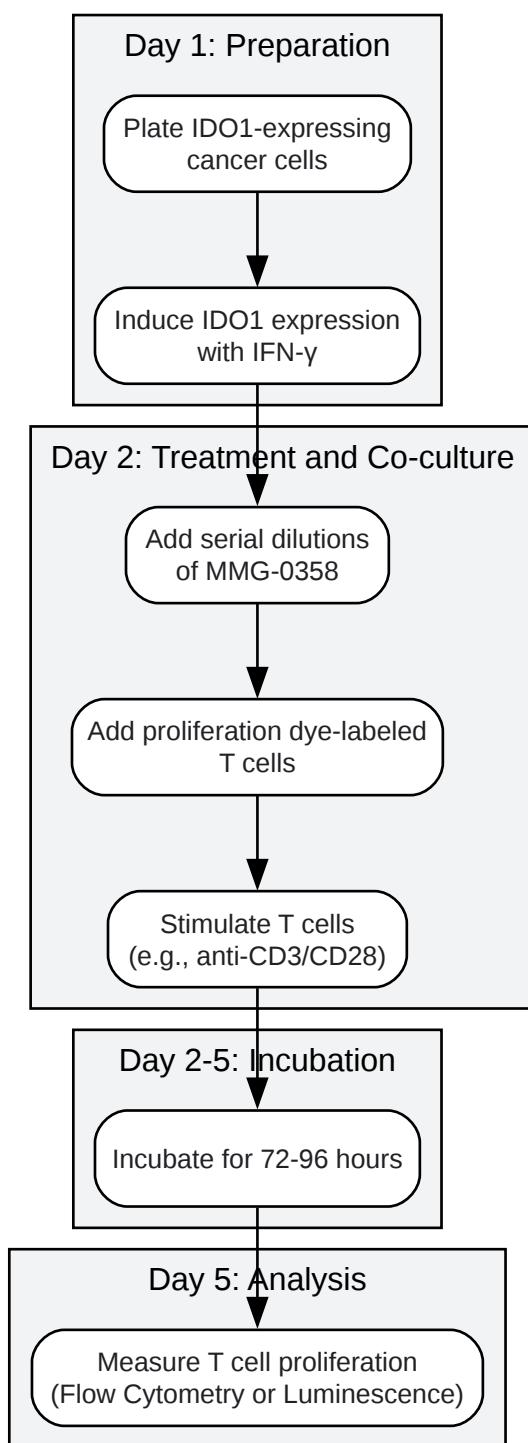 Day 1: Preparation
Plate IDO1-expressing
cancer cells
Induce IDO1 expression
with IFN-γ
Day 2: Treatment and Co-culture
Add serial dilutions
of MMG-0358
Add proliferation dye-labeled
T cells
Stimulate T cells
(e.g., anti-CD3/CD28)
Day 2-5: Incubation
Incubate for 72-96 hours
Day 5: Analysis
Measure T cell proliferation
(Flow Cytometry or Luminescence)